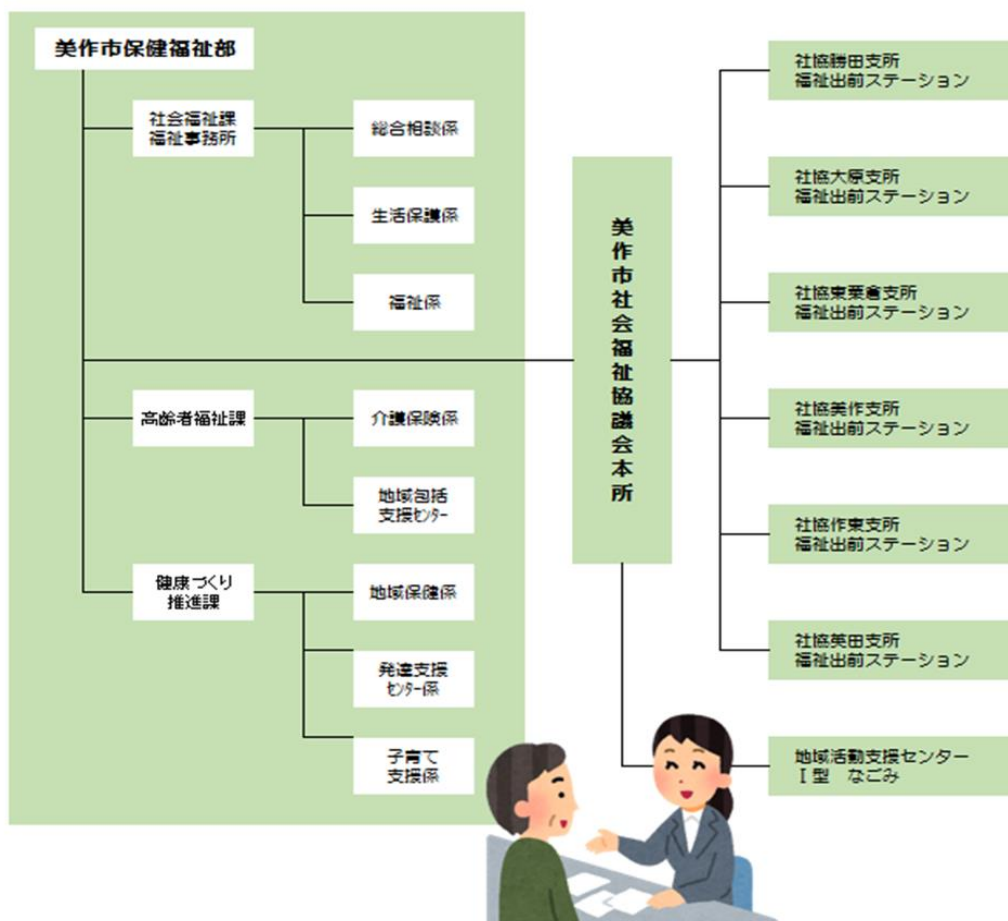 美作市保健福祉部
社会福祉課
福祉事務所
総合相談係
生活保護係
福祉係
高齢者福祉課
介護保険係
地域包括
支援センター
健康づくり
推進課
地域保健係
発達支援
センター係
子育て
支援係
美作市社会福祉協議会本所
社協勝田支所
福祉出前ステーション
社協大原支所
福祉出前ステーション
社協東粟倉支所
福祉出前ステーション
社協美作支所
福祉出前ステーション
社協作東支所
福祉出前ステーション
社協英田支所
福祉出前ステーション
地域活動支援センター
Ⅰ型　なごみ